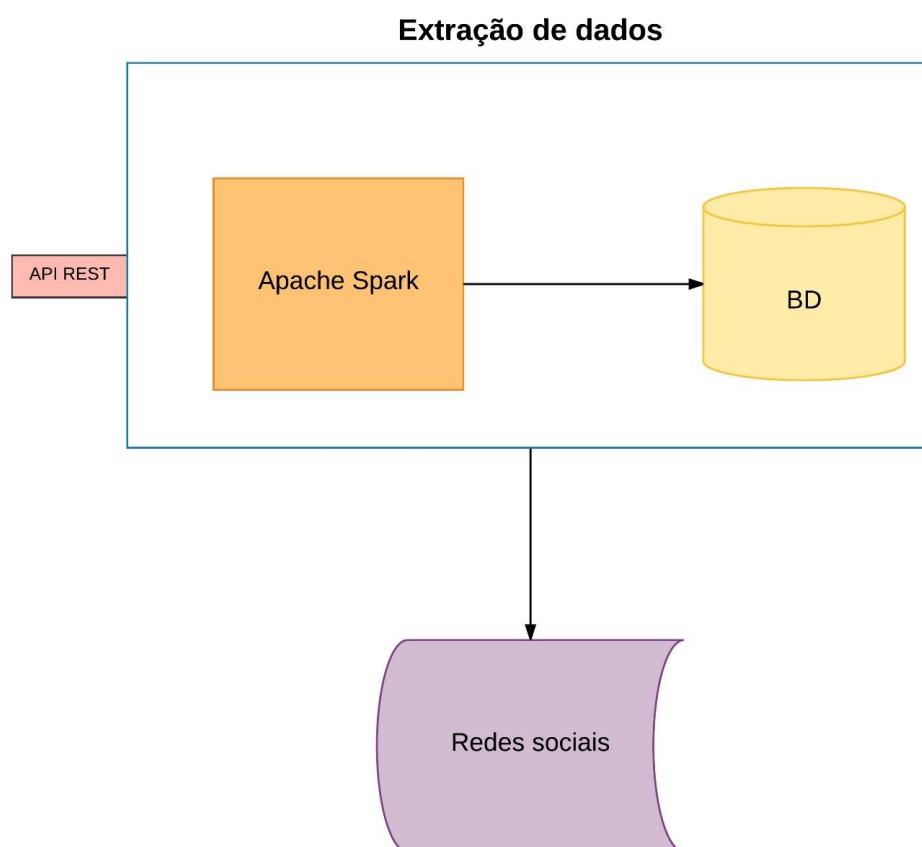 Extração de dados
API REST
Apache Spark
BD
Redes sociais